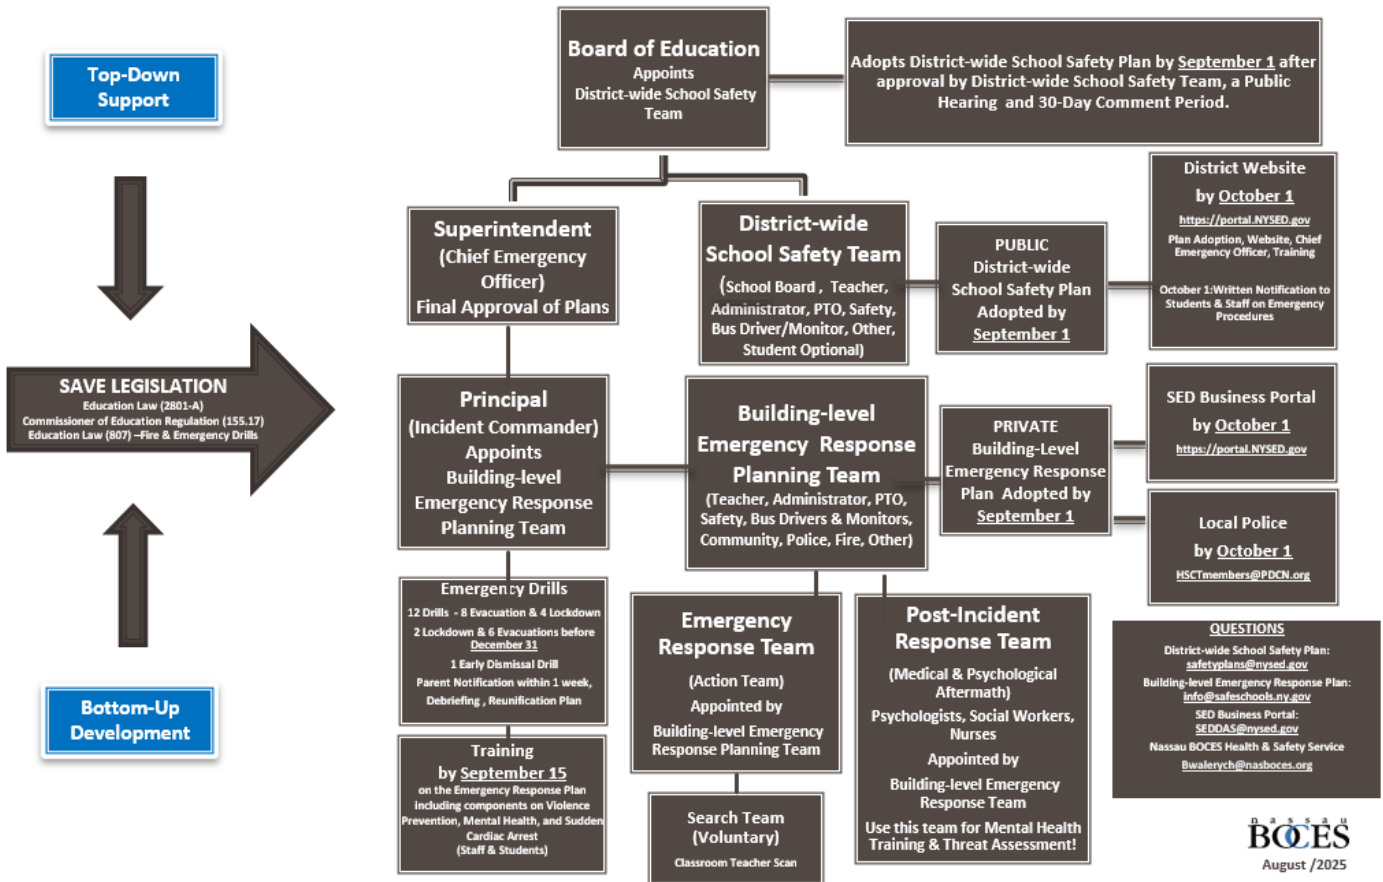 Top-Down
Support
Board of Education
Appoints
District-wide School Safety
Team
Adopts District-wide School Safety Plan by September 1 after
approval by District-wide School Safety Team, a Public
Hearing and 30-Day Comment Period.
Superintendent
(Chief Emergency
Officer)
Final Approval of Plans
District-wide
School Safety Team
(School Board , Teacher,
Administrator, PTO, Safety,
Bus Driver/Monitor, Other,
Student Optional)
PUBLIC
District-wide
School Safety Plan
Adopted by
September 1
District Website
by October 1
https://portal.NYSED.gov
Plan Adoption, Website, Chief
Emergency Officer, Training
October 1:Written Notification to
Students & Staff on Emergency
Procedures
SAVE LEGISLATION
Education Law (2801-A)
Commissioner of Education Regulation (155.17)
Education Law (807) –Fire & Emergency Drills
Principal
(Incident Commander)
Appoints
Building-level
Emergency Response
Planning Team
Building-level
Emergency Response
Planning Team
(Teacher, Administrator, PTO,
Safety, Bus Drivers & Monitors,
Community, Police, Fire, Other)
PRIVATE
Building-Level
Emergency Response
Plan Adopted by
September 1
SED Business Portal
by October 1
https://portal.NYSED.gov
Local Police
by October 1
HSCTmembers@PDCN.org
Bottom-Up
Development
Emergency Drills
12 Drills - 8 Evacuation & 4 Lockdown
2 Lockdown & 6 Evacuations before
December 31
1 Early Dismissal Drill
Parent Notification within 1 week,
Debriefing , Reunification Plan
Training
by September 15
on the Emergency Response Plan
including components on Violence
Prevention, Mental Health, and Sudden
Cardiac Arrest
(Staff & Students)
Emergency
Response Team
(Action Team)
Appointed by
Building-level Emergency
Response Planning Team
Search Team
(Voluntary)
Classroom Teacher Scan
Post-Incident
Response Team
(Medical & Psychological
Aftermath)
Psychologists, Social Workers,
Nurses
Appointed by
Building-level Emergency
Response Team
Use this team for Mental Health
Training & Threat Assessment!
QUESTIONS
District-wide School Safety Plan:
safetyplans@nysed.gov
Building-level Emergency Response Plan:
info@safeschools.ny.gov
SED Business Portal:
SEDDAS@nysed.gov
Nassau BOCES Health & Safety Service
Bwalerych@nasboces.org
nassau
BOCES
August /2025